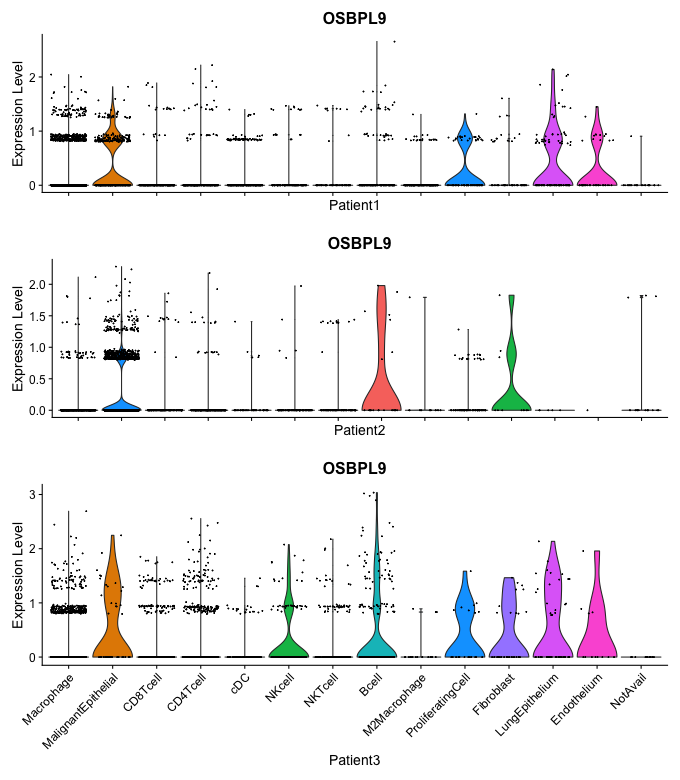 OSBPL9
Expression Level
2
1
0
Patient1
OSBPL9
Expression Level
2.0
1.5
1.0
0.5
0.0
Patient2
OSBPL9
Expression Level
3
2
1
0
Macrophage
MalignantEpithelial
CD8Tcell
CD4Tcell
cDC
NKcell
NKTcell
Bcell
M2Macrophage
ProliferatingCell
Fibroblast
LungEpithelium
Endothelium
NotAvail
Patient3